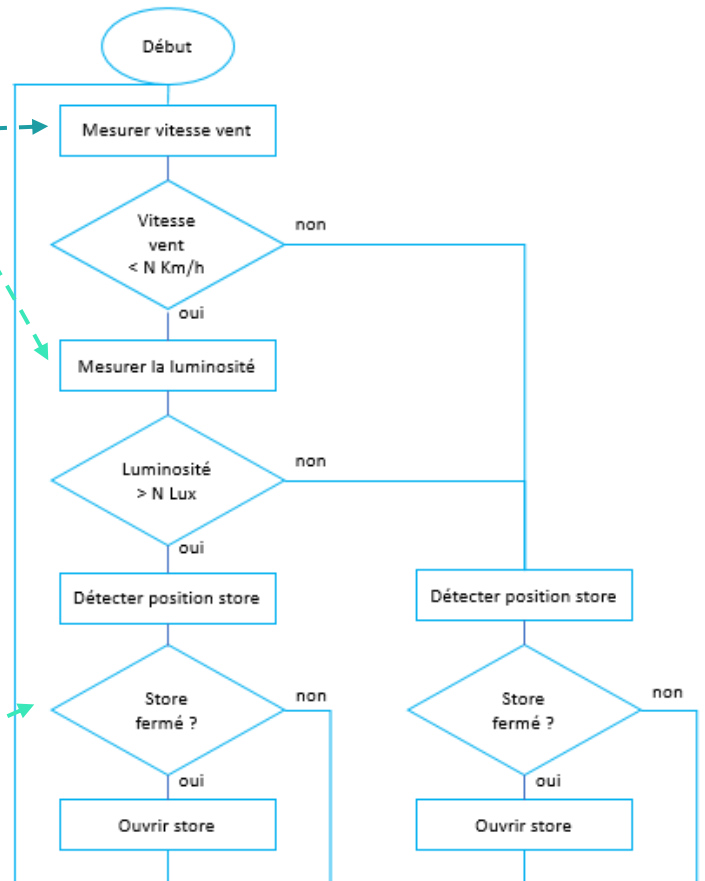 Début
Mesurer vitesse vent
Vitesse
vent
< N Km/h
non
oui
Mesurer la luminosité
Luminosité
> N Lux
non
oui
Détecter position store
Détecter position store
Store
fermé ?
non
Store
fermé ?
non
oui
oui
Ouvrir store
Ouvrir store